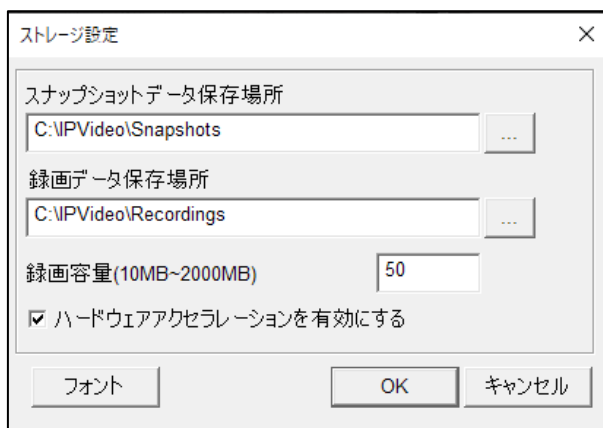 ストレージ設定
スナップショットデータ保存場所
C:\IPVideo\Snapshots
...
録画データ保存場所
C:\IPVideo\Recordings
...
録画容量(10MB~2000MB)
50
ハードウェアアクセラレーションを有効にする
フォント OK キャンセル